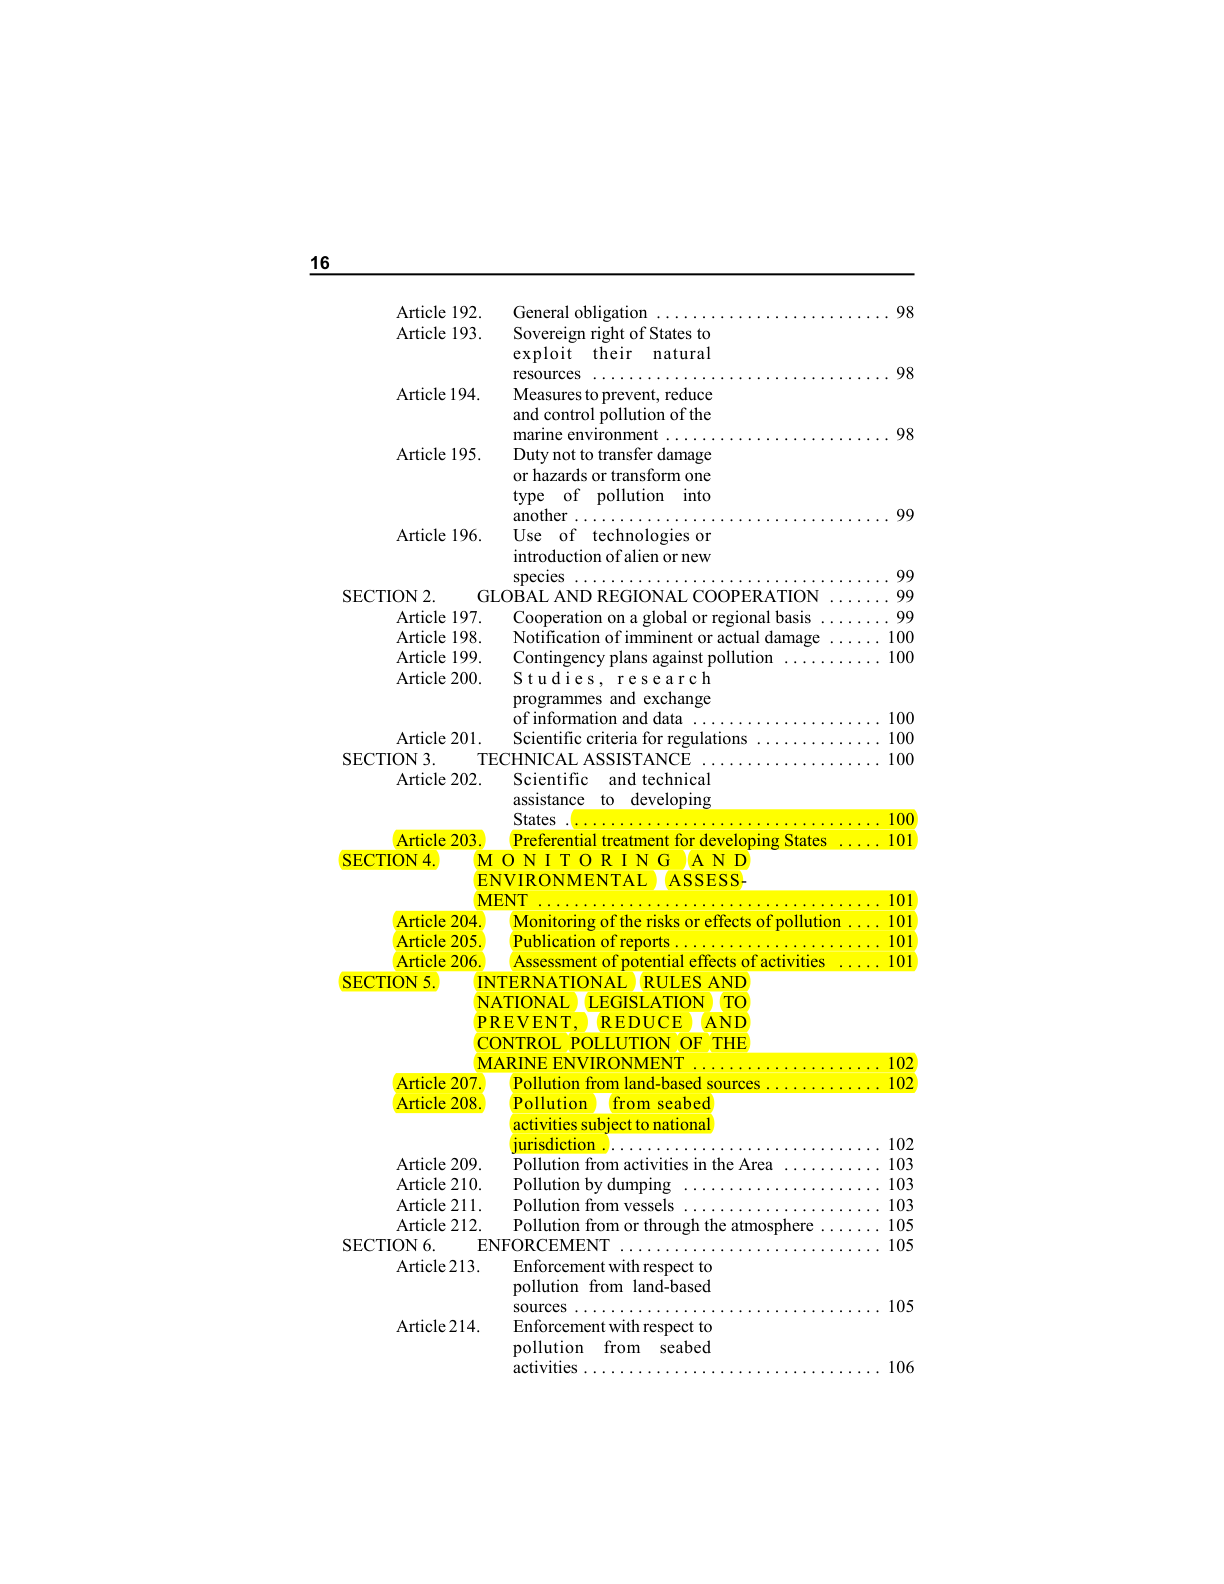 16
Article 192. General obligation . . . . . . . . . . . . . . . . . . . . . . . . . . 98
Article 193. Sovereign right of States to
exploit their natural
resources . . . . . . . . . . . . . . . . . . . . . . . . . . . . . . . . . 98
Article 194. Measures to prevent, reduce
and control pollution of the
marine environment . . . . . . . . . . . . . . . . . . . . . . . . . 98
Article 195. Duty not to transfer damage
or hazards or transform one
type of pollution into
another . . . . . . . . . . . . . . . . . . . . . . . . . . . . . . . . . . . 99
Article 196. Use of technologies or
introduction of alien or new
species . . . . . . . . . . . . . . . . . . . . . . . . . . . . . . . . . . . 99
SECTION 2. GLOBAL AND REGIONAL COOPERATION . . . . . . . 99
Article 197. Cooperation on a global or regional basis . . . . . . . . 99
Article 198. Notification of imminent or actual damage . . . . . . 100
Article 199. Contingency plans against pollution . . . . . . . . . . . 100
Article 200. Studies, research
programmes and exchange
of information and data . . . . . . . . . . . . . . . . . . . . . 100
Article 201. Scientific criteria for regulations . . . . . . . . . . . . . . 100
SECTION 3. TECHNICAL ASSISTANCE . . . . . . . . . . . . . . . . . . . . 100
Article 202. Scientific and technical
assistance to developing
States . . . . . . . . . . . . . . . . . . . . . . . . . . . . . . . . . . . 100
Article 203. Preferential treatment for developing States . . . . . 101
SECTION 4. MONITORING AND
ENVIRONMENTAL ASSESS-
MENT . . . . . . . . . . . . . . . . . . . . . . . . . . . . . . . . . . . . . . 101
Article 204. Monitoring of the risks or effects of pollution . . . . 101
Article 205. Publication of reports . . . . . . . . . . . . . . . . . . . . . . . 101
Article 206. Assessment of potential effects of activities . . . . . 101
SECTION 5. INTERNATIONAL RULES AND
NATIONAL LEGISLATION TO
PREVENT, REDUCE AND
CONTROL POLLUTION OF THE
MARINE ENVIRONMENT . . . . . . . . . . . . . . . . . . . . . 102
Article 207. Pollution from land-based sources . . . . . . . . . . . . . 102
Article 208. Pollution from seabed
activities subject to national
jurisdiction . . . . . . . . . . . . . . . . . . . . . . . . . . . . . . . 102
Article 209. Pollution from activities in the Area . . . . . . . . . . . 103
Article 210. Pollution by dumping . . . . . . . . . . . . . . . . . . . . . . 103
Article 211. Pollution from vessels . . . . . . . . . . . . . . . . . . . . . . 103
Article 212. Pollution from or through the atmosphere . . . . . . . 105
SECTION 6. ENFORCEMENT . . . . . . . . . . . . . . . . . . . . . . . . . . . . . 105
Article 213. Enforcement with respect to
pollution from land-based
sources . . . . . . . . . . . . . . . . . . . . . . . . . . . . . . . . . . 105
Article 214. Enforcement with respect to
pollution from seabed
activities . . . . . . . . . . . . . . . . . . . . . . . . . . . . . . . . . 106